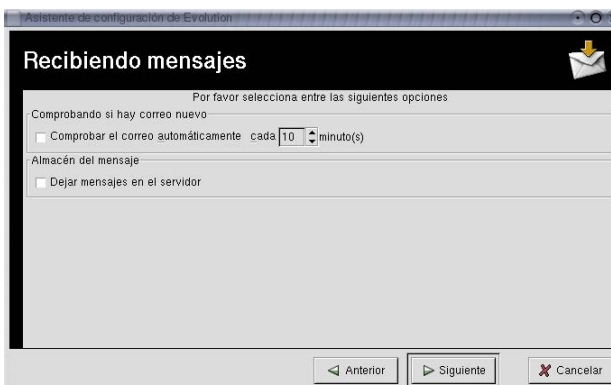 Asistente de configuración de Evolution
Recibiendo mensajes
Por favor selecciona entre las siguientes opciones
Comprobando si hay correo nuevo
Comprobar el correo automáticamente cada 10 minuto(s)
Almacén del mensaje
Dejar mensajes en el servidor
Anterior
Siguiente
Cancelar